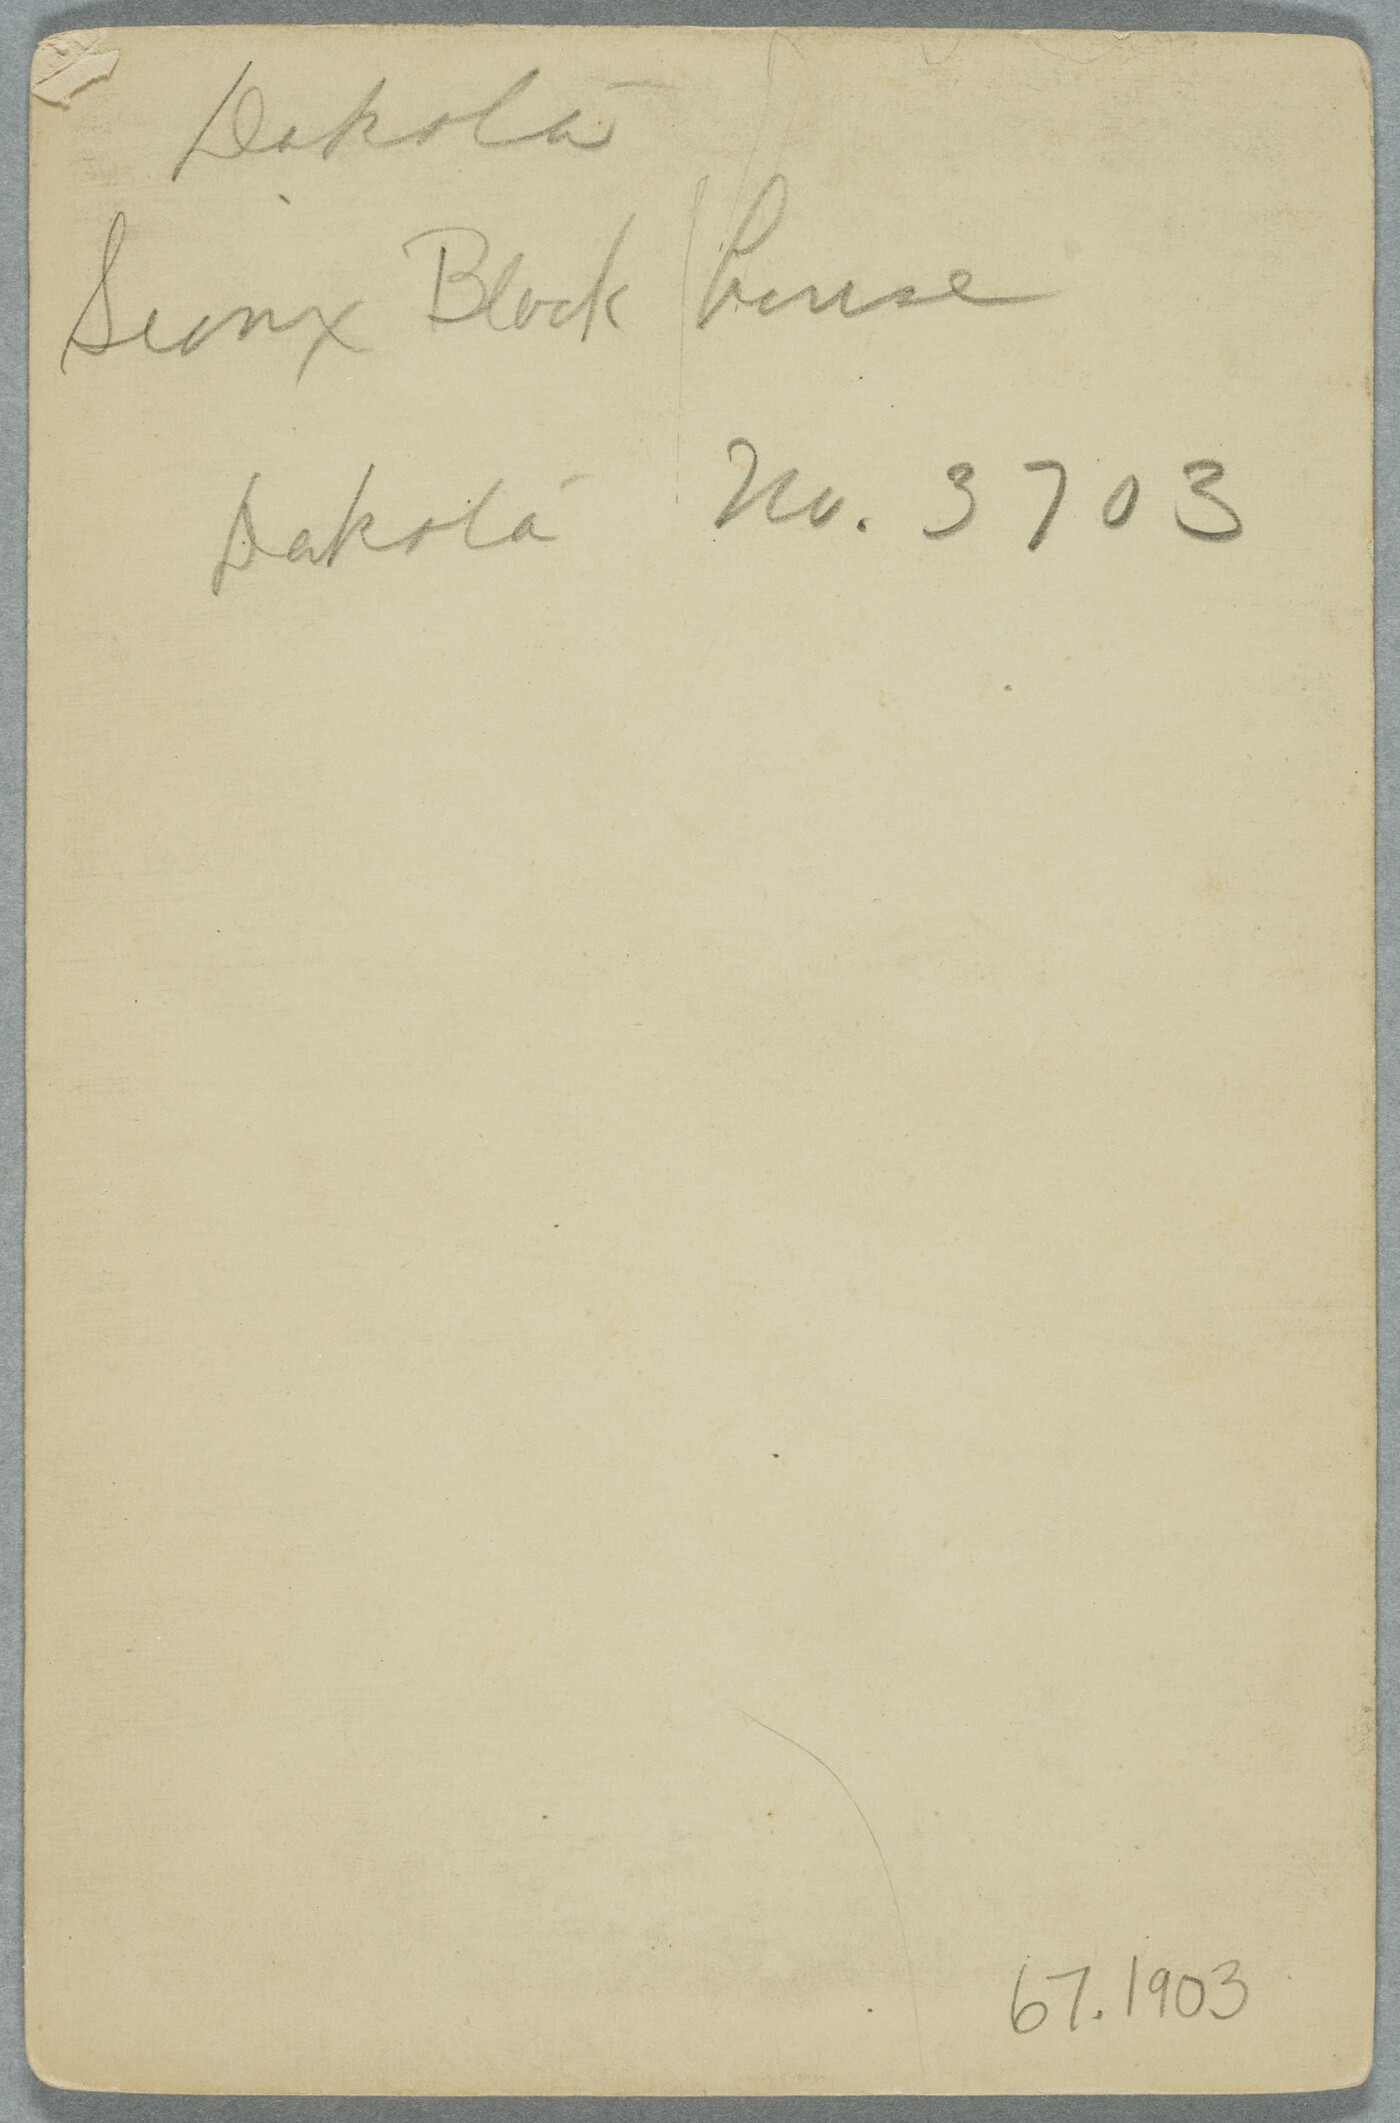 Dakota
Sioux Block house
Dakota No. 3703
67.1903